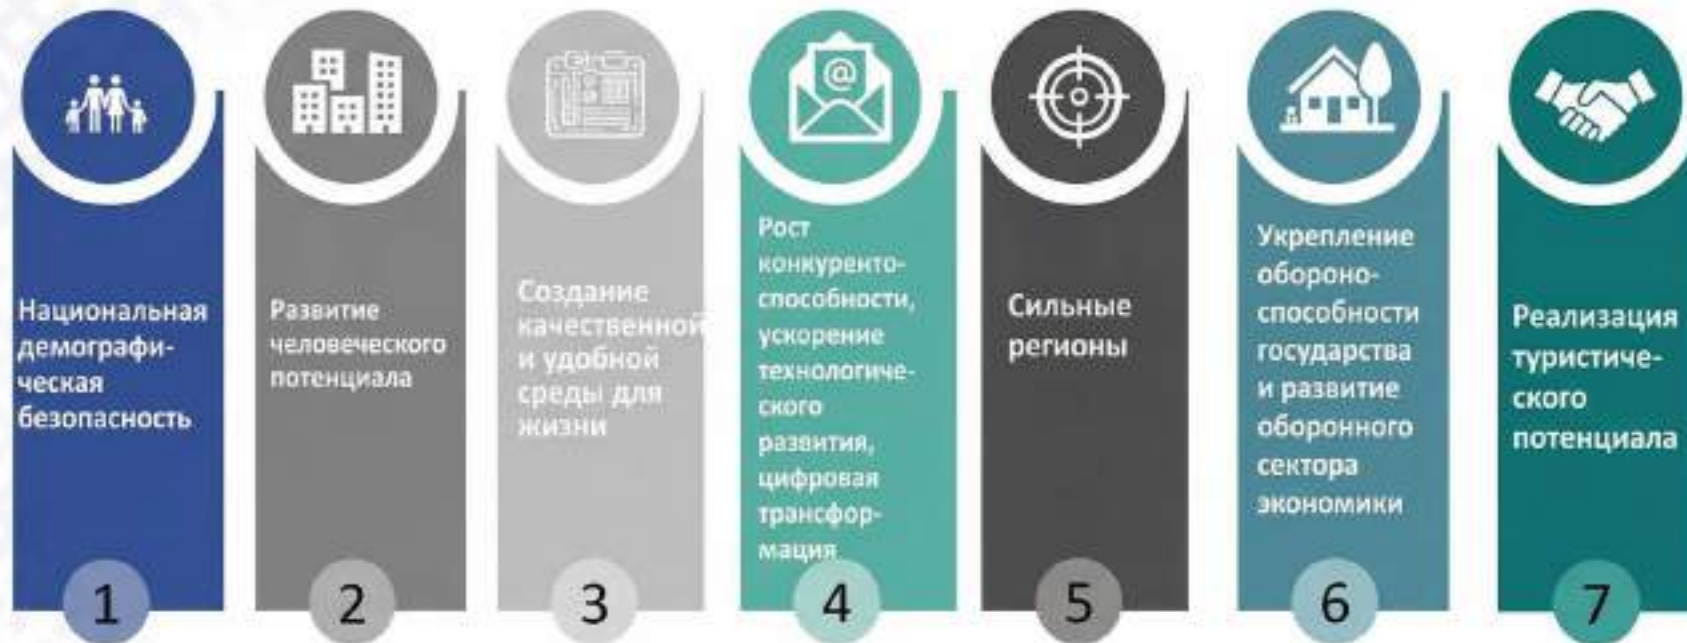 @
Национальная
демографи-
ческая
безопасность
1
Развитие
человеческого
потенциала
2
Создание
качественной
и удобной
среды для
жизни
3
Рост
конкуренто-
способности,
ускорение
технологиче-
ского
развития,
цифровая
трансфор-
мация
4
Сильные
регионы
5
Укрепление
обороно-
способности
государства
и развитие
оборонного
сектора
экономики
6
Реализация
туристиче-
ского
потенциала
7